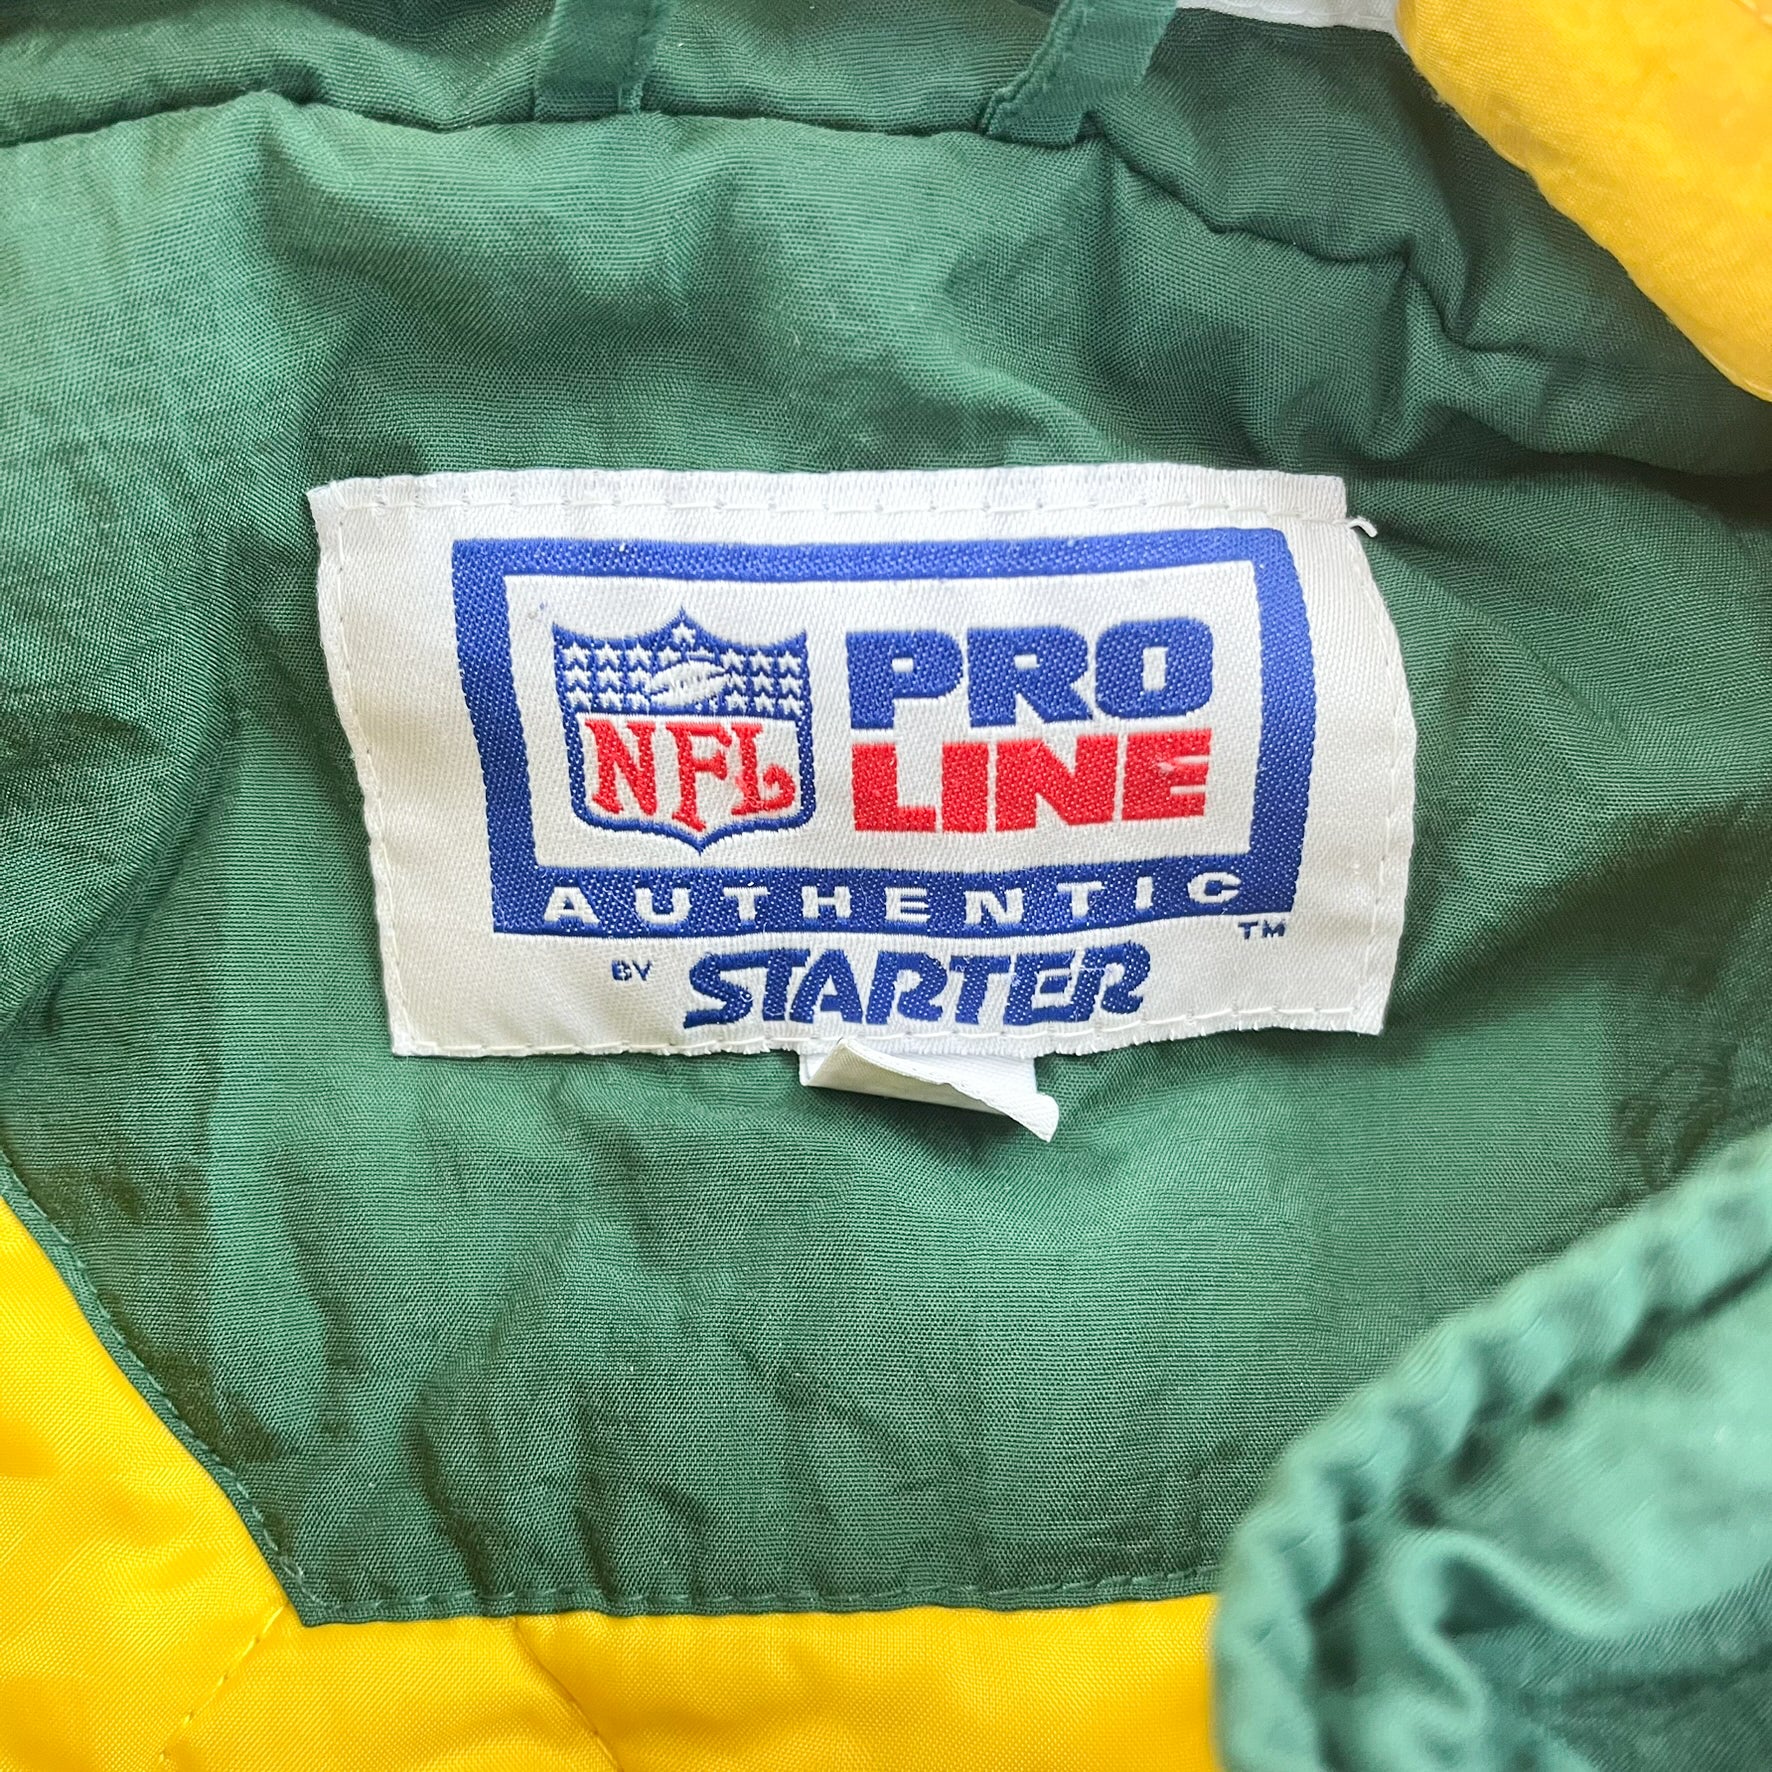 NFL
PRO
LINE
AUTHENTIC
TM
BY STARTER